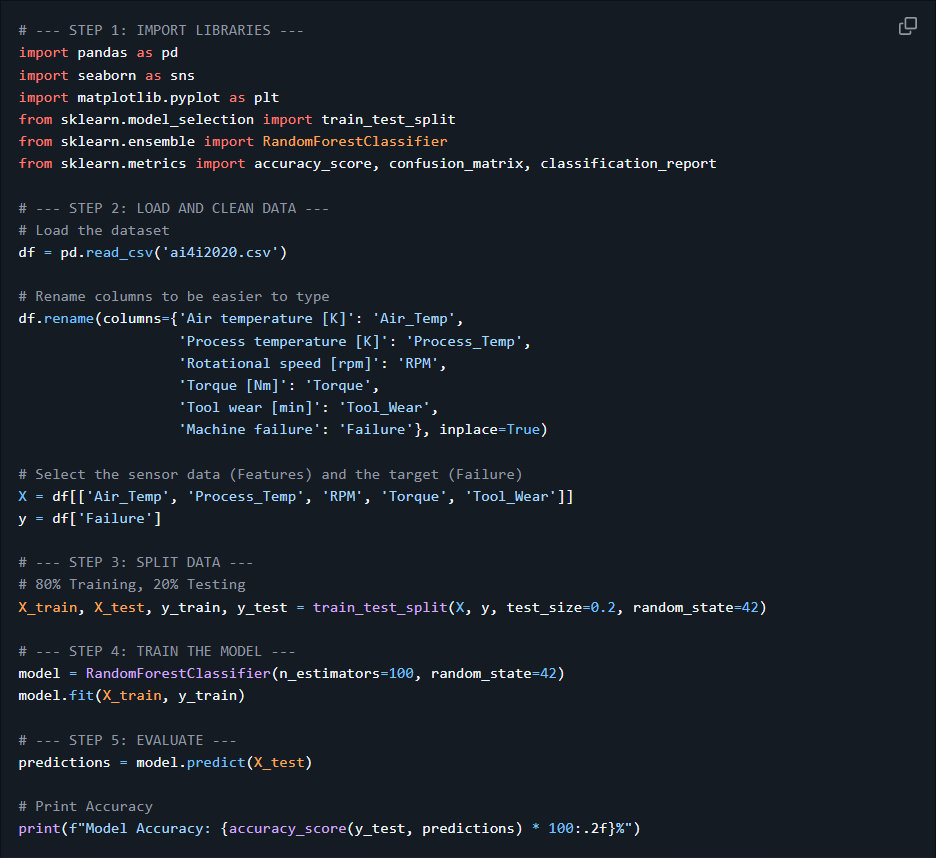 # --- STEP 1: IMPORT LIBRARIES ---
import pandas as pd
import seaborn as sns
import matplotlib.pyplot as plt
from sklearn.model_selection import train_test_split
from sklearn.ensemble import RandomForestClassifier
from sklearn.metrics import accuracy_score, confusion_matrix, classification_report

# --- STEP 2: LOAD AND CLEAN DATA ---
# Load the dataset
df = pd.read_csv('ai4i2020.csv')

# Rename columns to be easier to type
df.rename(columns={'Air temperature [K]': 'Air_Temp',
                   'Process temperature [K]': 'Process_Temp',
                   'Rotational speed [rpm]': 'RPM',
                   'Torque [Nm]': 'Torque',
                   'Tool wear [min]': 'Tool_Wear',
                   'Machine failure': 'Failure'}, inplace=True)

# Select the sensor data (Features) and the target (Failure)
X = df[['Air_Temp', 'Process_Temp', 'RPM', 'Torque', 'Tool_Wear']]
y = df['Failure']

# --- STEP 3: SPLIT DATA ---
# 80% Training, 20% Testing
X_train, X_test, y_train, y_test = train_test_split(X, y, test_size=0.2, random_state=42)

# --- STEP 4: TRAIN THE MODEL ---
model = RandomForestClassifier(n_estimators=100, random_state=42)
model.fit(X_train, y_train)

# --- STEP 5: EVALUATE ---
predictions = model.predict(X_test)

# Print Accuracy
print(f"Model Accuracy: {accuracy_score(y_test, predictions) * 100:.2f}%")